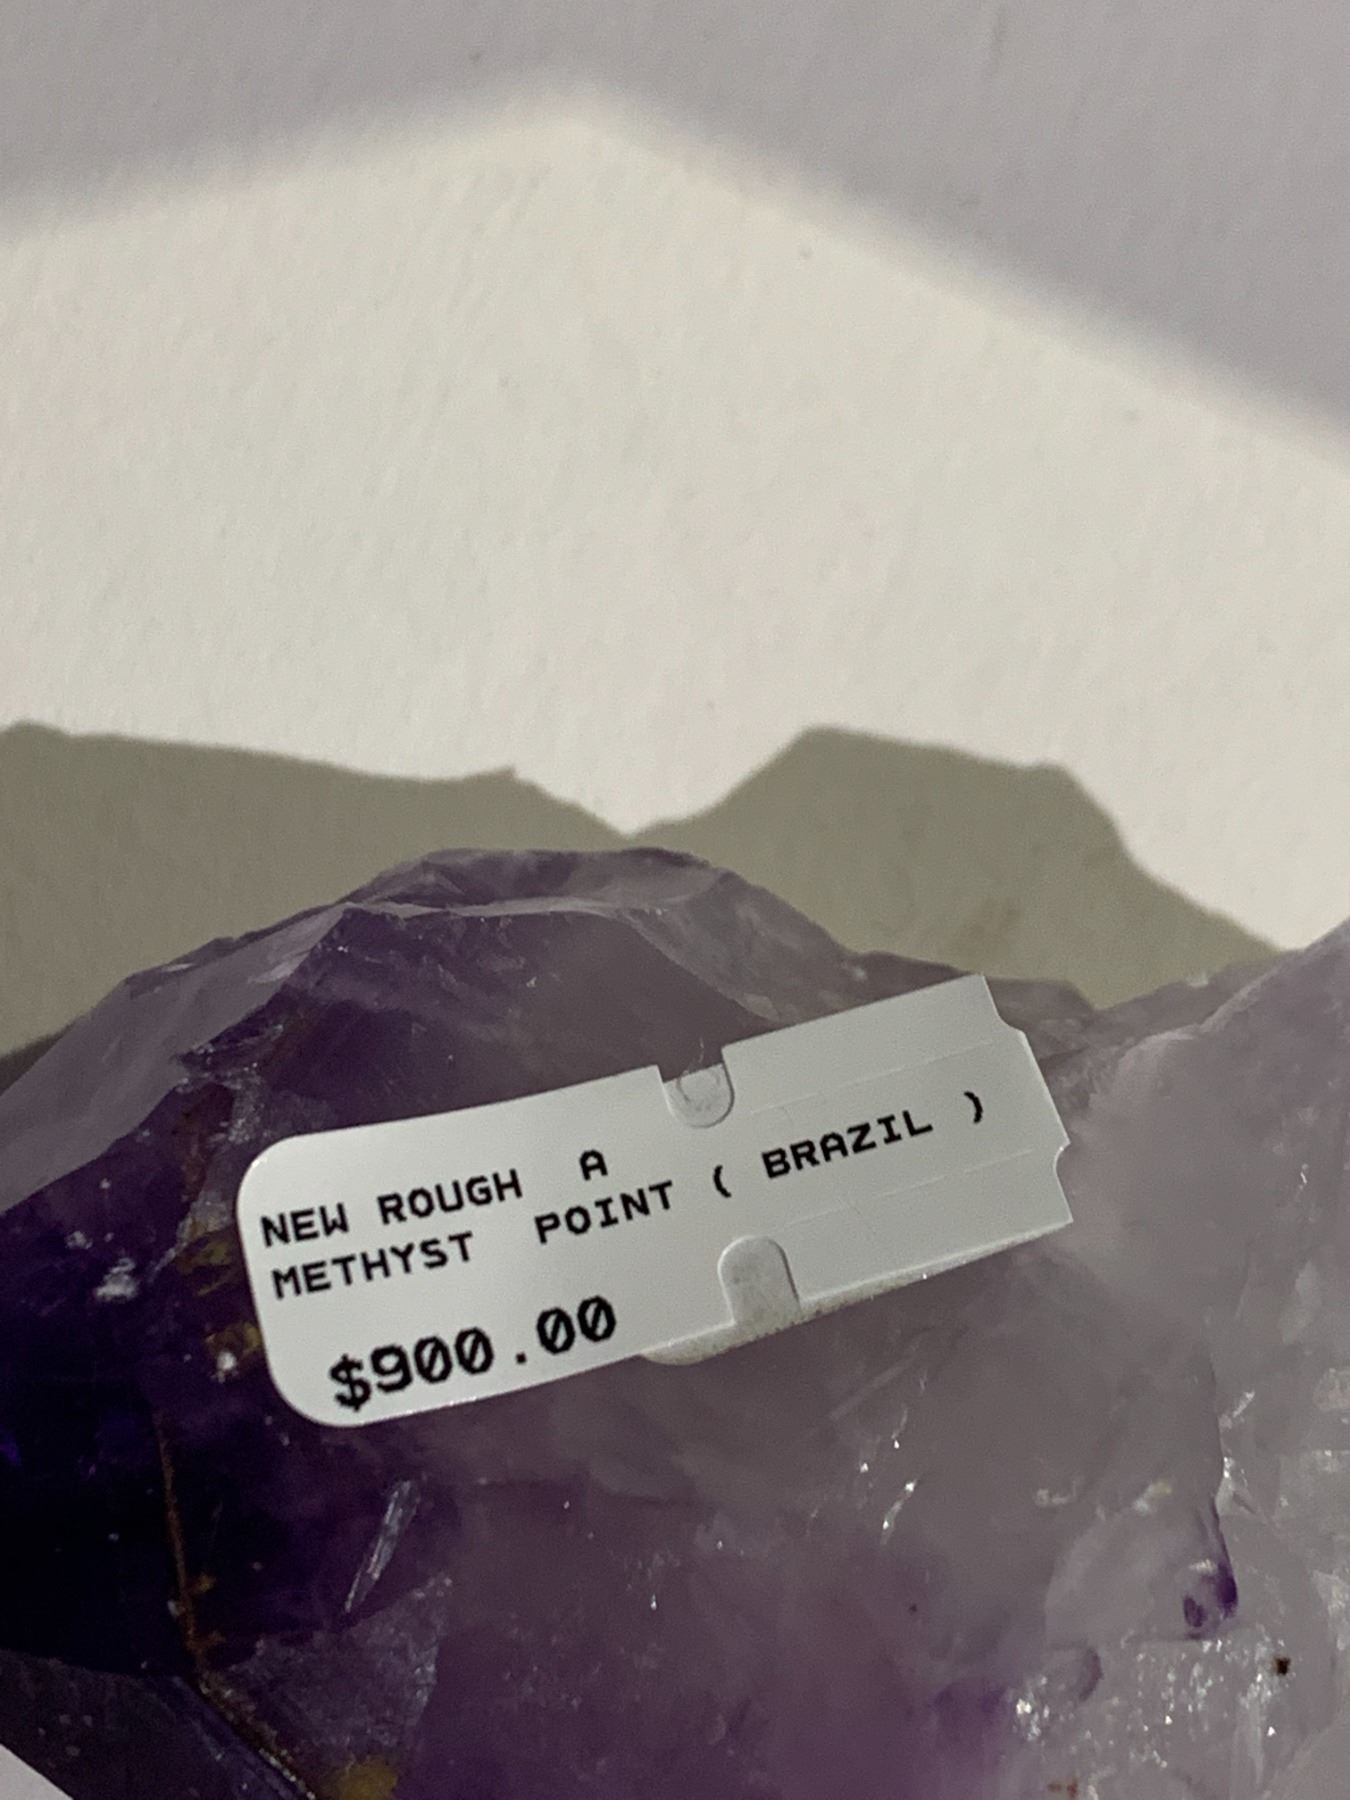 NEW ROUGH A
METHYST POINT ( BRAZIL )
$900.00